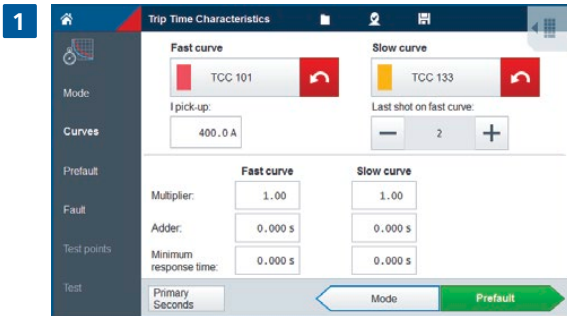 1
Trip Time Characteristics
Mode
Curves
Prefault
Fault
Test points
Test
Fast curve
Slow curve
TCC 101
TCC 133
I pick-up:
Last shot on fast curve:
400.0 A
2
Fast curve
Slow curve
Multiplier:
1.00
1.00
Adder:
0.000 s
0.000 s
Minimum
response time:
0.000 s
0.000 s
Primary
Seconds
Mode
Prefault